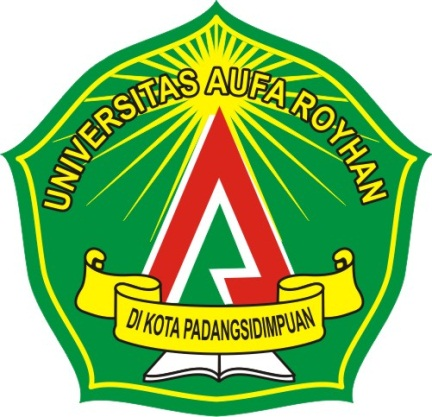 UNIVERSITAS AUFA ROYHAN
DI KOTA PADANGSIDIMPUAN